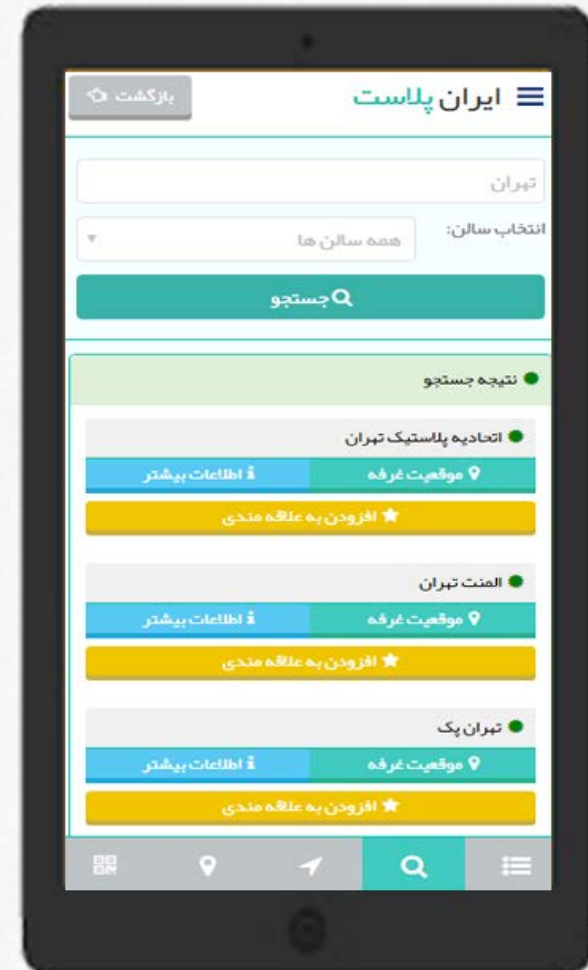 ایران پلاست
بازگشت
تهران
انتخاب سالن:
همه سالن ها
جستجو
نتیجه جستجو
اتحادیه پلاستیک تهران
موقعیت غرفه
اطلاعات بیشتر
افزودن به علاقه مندی
المنت تهران
موقعیت غرفه
اطلاعات بیشتر
افزودن به علاقه مندی
تهران پک
موقعیت غرفه
اطلاعات بیشتر
افزودن به علاقه مندی